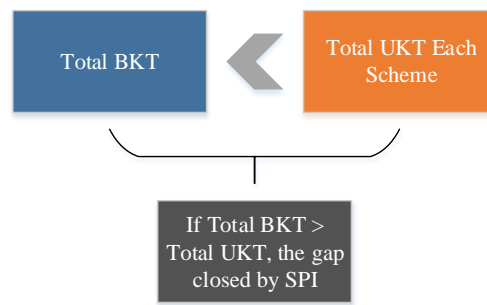 Total BKT
Total UKT Each
Scheme
If Total BKT >
Total UKT, the gap
closed by SPI